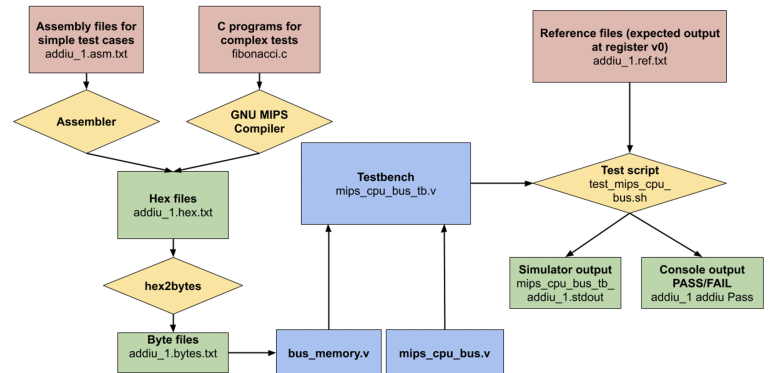 Assembly files for
simple test cases
addiu_1.asm.txt
C programs for
complex tests
fibonacci.c
Reference files (expected output
at register v0)
addiu_1.ref.txt
Assembler
GNU MIPS
Compiler
Testbench
mips_cpu_bus_tb.v
Test script
test_mips_cpu_
bus.sh
Hex files
addiu_1.hex.txt
Simulator output
mips_cpu_bus_tb_
addiu_1.stdout
Console output
PASS/FAIL
addiu_1 addiu Pass
hex2bytes
Byte files
addiu_1.bytes.txt
bus_memory.v
mips_cpu_bus.v